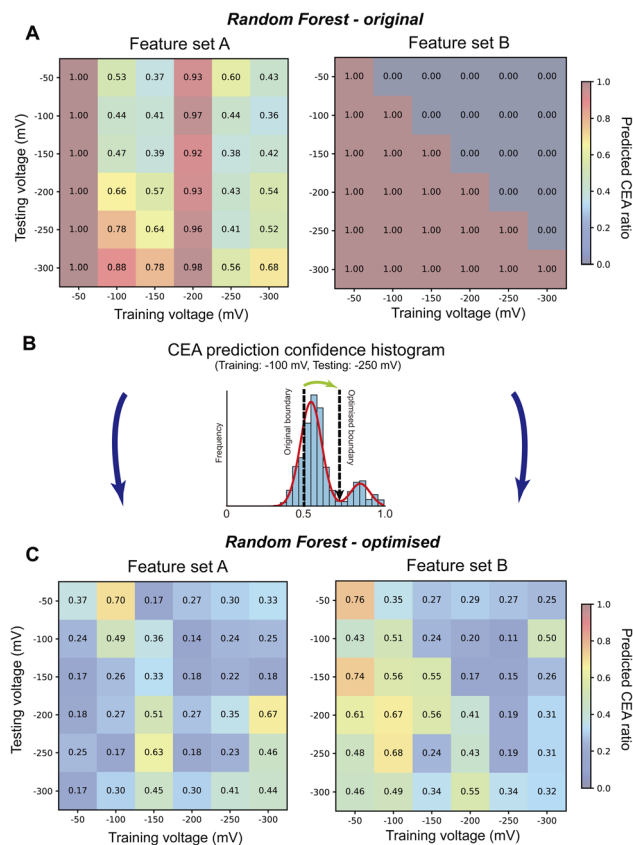 Random Forest - original
A
Feature set A
Feature set B
-50 1.00 0.53 0.37 0.93 0.60 0.43
1.00 0.00 0.00 0.00 0.00 0.00
-100 1.00 0.44 0.41 0.97 0.44 0.36
1.00 1.00 0.00 0.00 0.00 0.00
-150 1.00 0.47 0.39 0.92 0.38 0.42
1.00 1.00 1.00 0.00 0.00 0.00
-200 1.00 0.66 0.57 0.93 0.43 0.54
1.00 1.00 1.00 1.00 0.00 0.00
-250 1.00 0.78 0.64 0.96 0.41 0.52
1.00 1.00 1.00 1.00 1.00 0.00
-300 1.00 0.88 0.78 0.98 0.56 0.68
1.00 1.00 1.00 1.00 1.00 1.00
-50 -100 -150 -200 -250 -300
-50 -100 -150 -200 -250 -300
Testing voltage (mV)
Training voltage (mV)
Training voltage (mV)
1.0
0.8
0.6
0.4
0.2
0.0
Predicted CEA ratio
B
CEA prediction confidence histogram
(Training: -100 mV, Testing: -250 mV)
Frequency
Original boundary
Optimised boundary
0 0.5 1.0
Random Forest - optimised
C
Feature set A
Feature set B
-50 0.37 0.70 0.17 0.27 0.30 0.33
0.76 0.35 0.27 0.29 0.27 0.25
-100 0.24 0.49 0.36 0.14 0.24 0.25
0.43 0.51 0.24 0.20 0.11 0.50
-150 0.17 0.26 0.33 0.18 0.22 0.18
0.74 0.56 0.55 0.17 0.15 0.26
-200 0.18 0.27 0.51 0.27 0.35 0.67
0.61 0.67 0.56 0.41 0.19 0.31
-250 0.25 0.17 0.63 0.18 0.23 0.46
0.48 0.68 0.24 0.43 0.19 0.31
-300 0.17 0.30 0.45 0.30 0.41 0.44
0.46 0.49 0.34 0.55 0.34 0.32
-50 -100 -150 -200 -250 -300
-50 -100 -150 -200 -250 -300
Testing voltage (mV)
Training voltage (mV)
Training voltage (mV)
1.0
0.8
0.6
0.4
0.2
0.0
Predicted CEA ratio